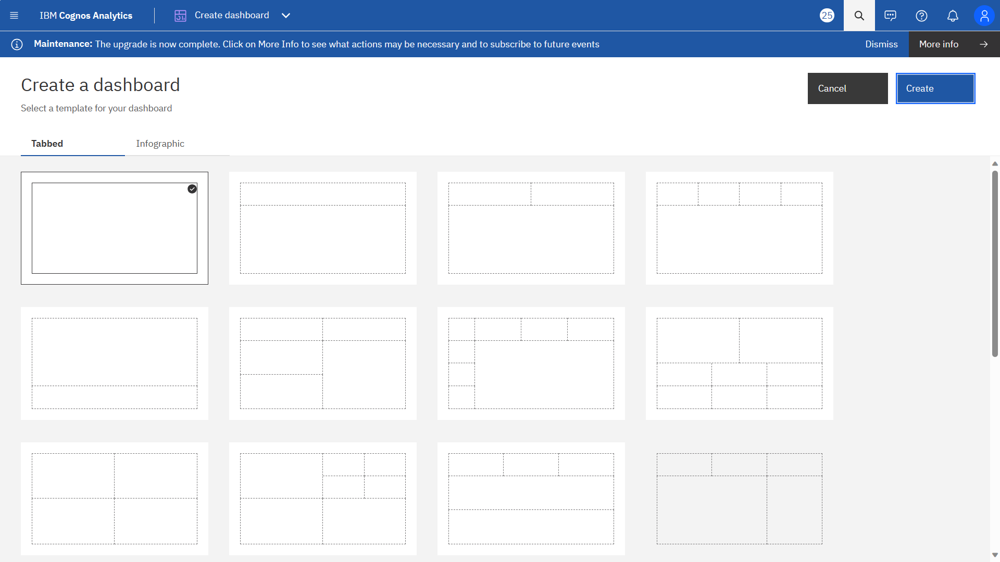 IBM Cognos Analytics
Create dashboard
25
Maintenance: The upgrade is now complete. Click on More Info to see what actions may be necessary and to subscribe to future events
Dismiss
More info
Create a dashboard
Select a template for your dashboard
Cancel
Create
Tabbed
Infographic